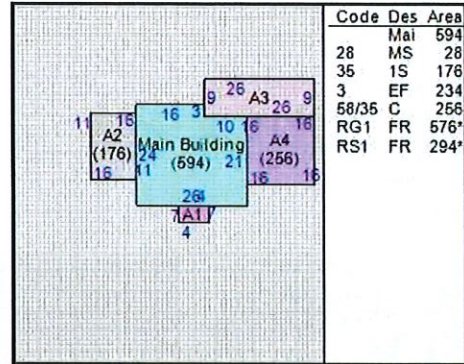 Code Des Area
Mai 594
28 MS 28
35 1S 176
3 EF 234
58/35 C 256
RG1 FR 576*
RS1 FR 294*
26
9 A3 9
16 3 26
11 16 10 16 16
A2 Main Building A4
(176) (594) (256)
24 21
16 11 16 16
26 4
7 A1 7
4